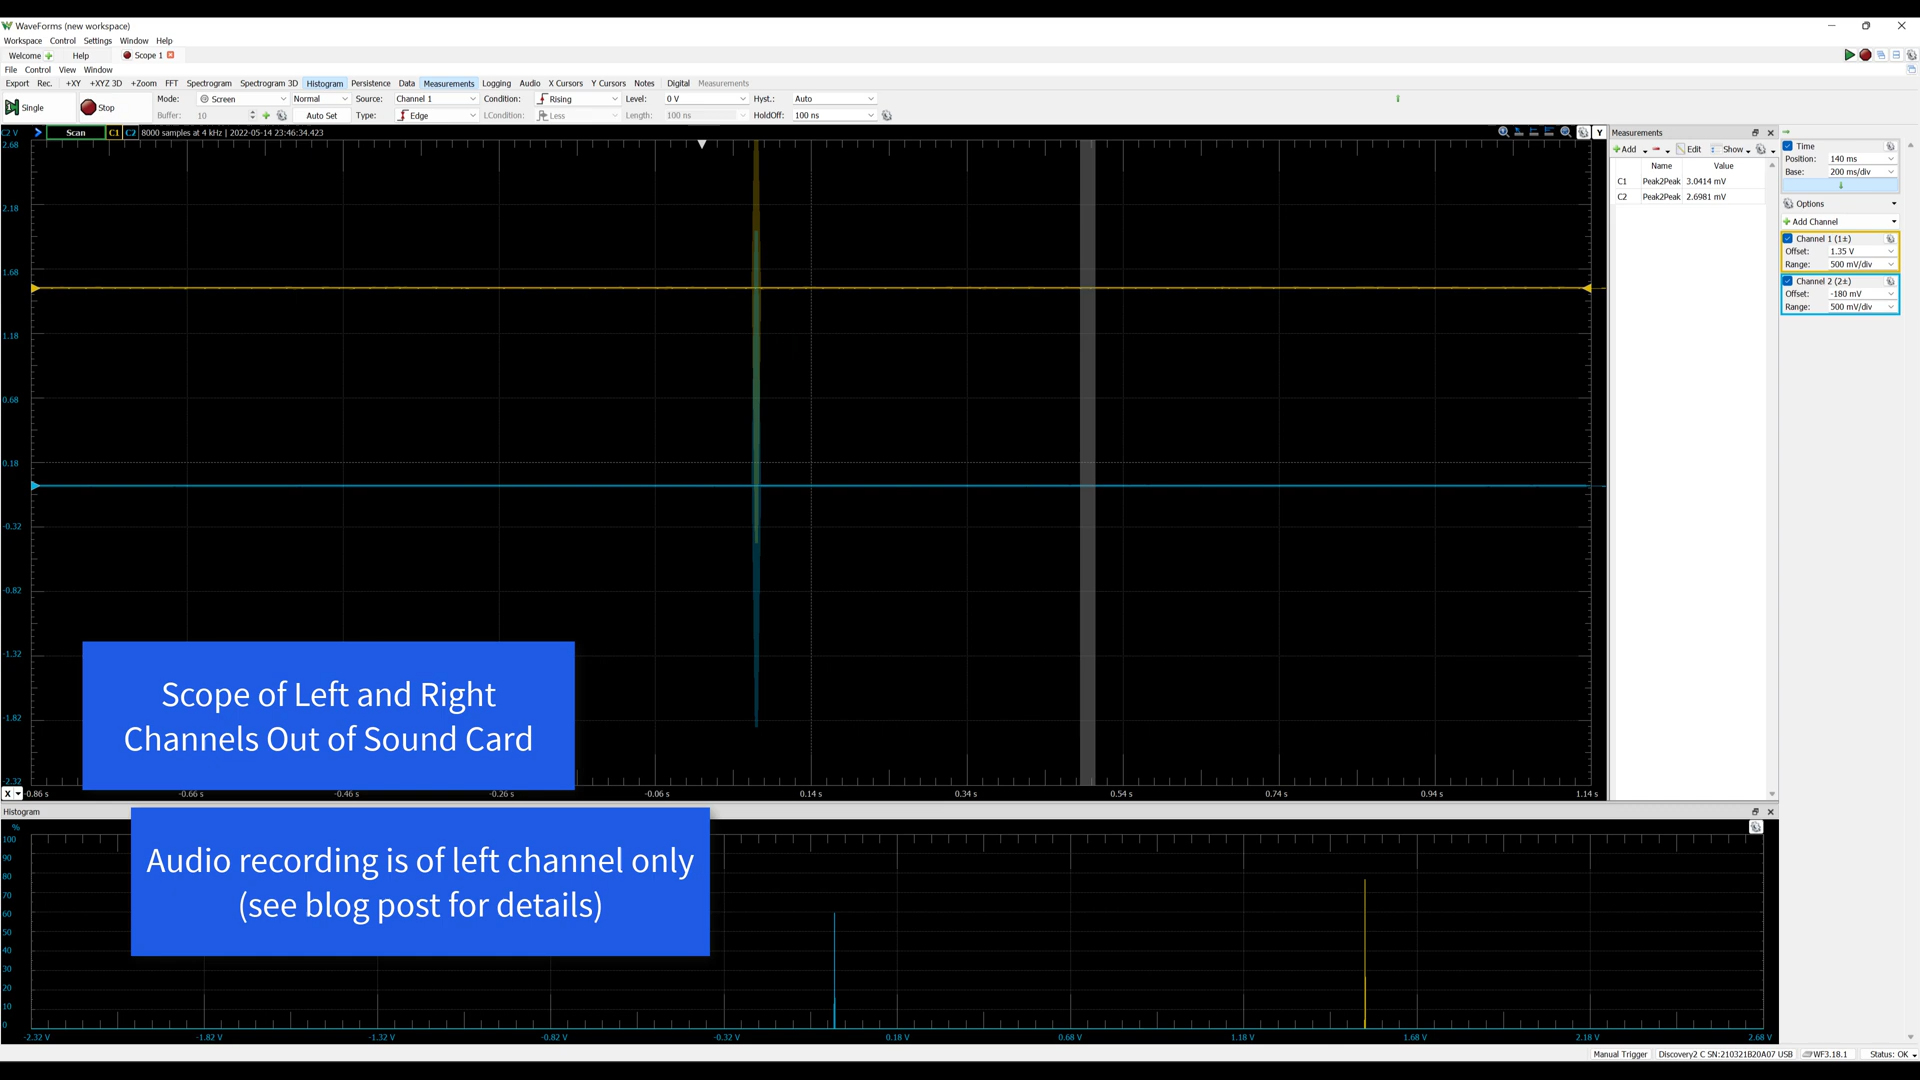 WaveForms (new workspace)
Workspace Control Settings Window Help
Welcome Help Scope 1
File Control View Window
Export Rec. +XY +XYZ 3D +Zoom FFT Spectrogram Spectrogram 3D Histogram Persistence Data Measurements Logging Audio X Cursors Y Cursors Notes Digital Measurements
Single Stop Mode: Screen Normal Source: Channel 1 Condition: Rising Level: 0 V Hyst.: Auto
Buffer: 10 Auto Set Type: Edge LCondition: Less Length: 100 ns HoldOff: 100 ns
C2 V Scan C1 C2 8000 samples at 4 kHz | 2022-05-14 23:46:34.423 Y
2.68
2.18
1.68
1.18
0.68
0.18
-0.32
-0.82
-1.32
-1.82
-2.32
X -0.86 s -0.66 s -0.46 s -0.26 s -0.06 s 0.14 s 0.34 s 0.54 s 0.74 s 0.94 s 1.14 s
Measurements
Add Edit Show
Name Value
C1 Peak2Peak 3.0414 mV
C2 Peak2Peak 2.6981 mV
Time
Position: 140 ms
Base: 200 ms/div
Options
Add Channel
Channel 1 (1±)
Offset: 1.35 V
Range: 500 mV/div
Channel 2 (2±)
Offset: -180 mV
Range: 500 mV/div
Scope of Left and Right
Channels Out of Sound Card
Histogram
%
100
90
80
70
60
50
40
30
20
10
0
Audio recording is of left channel only
(see blog post for details)
-2.32 V -1.82 V -1.32 V -0.82 V -0.32 V 0.18 V 0.68 V 1.18 V 1.68 V 2.18 V 2.68 V
Manual Trigger Discovery2 C SN:210321B20A07 USB WF3.18.1 Status: OK